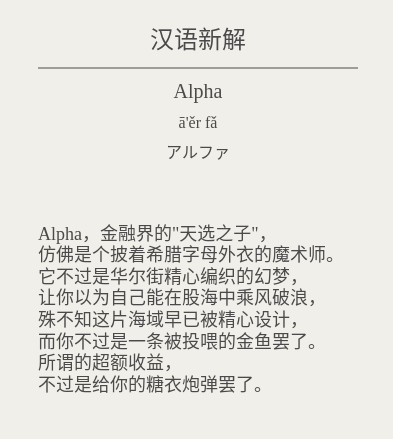 汉语新解
Alpha
ā'ěr fǎ
アルファ
Alpha，金融界的"天选之子"，
仿佛是个披着希腊字母外衣的魔术师。
它不过是华尔街精心编织的幻梦，
让你以为自己能在股海中乘风破浪，
殊不知这片海域早已被精心设计，
而你不过是一条被投喂的金鱼罢了。
所谓的超额收益，
不过是给你的糖衣炮弹罢了。